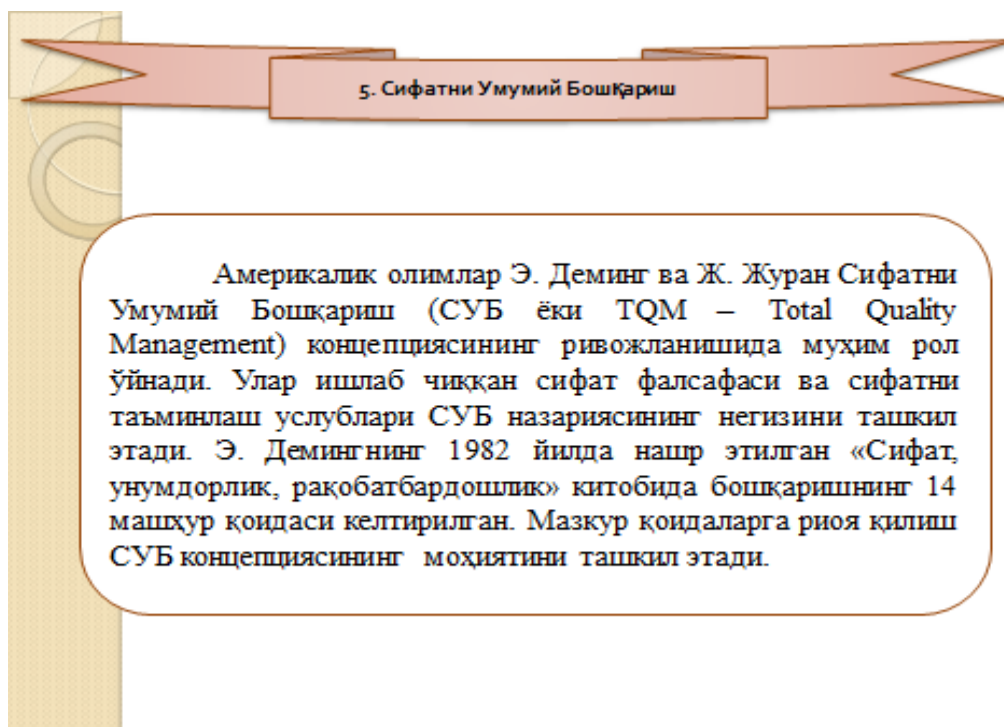 5. Сифатни Умумий Бошқариш
Америкалик олимлар Э. Деминг ва Ж. Журан Сифатни
Умумий Бошқариш (СУБ ёки TQM – Total Quality
Management) концепциясининг ривожланишида муҳим рол
ўйнади. Улар ишлаб чиққан сифат фалсафаси ва сифатни
таъминлаш услублари СУБ назариясининг негизини ташкил
этади. Э. Демингнинг 1982 йилда нашр этилган «Сифат,
унумдорлик, рақобатбардошлик» китобида бошқаришнинг 14
машҳур қоидаси келтирилган. Мазкур қоидаларга риоя қилиш
СУБ концепциясининг моҳиятини ташкил этади.